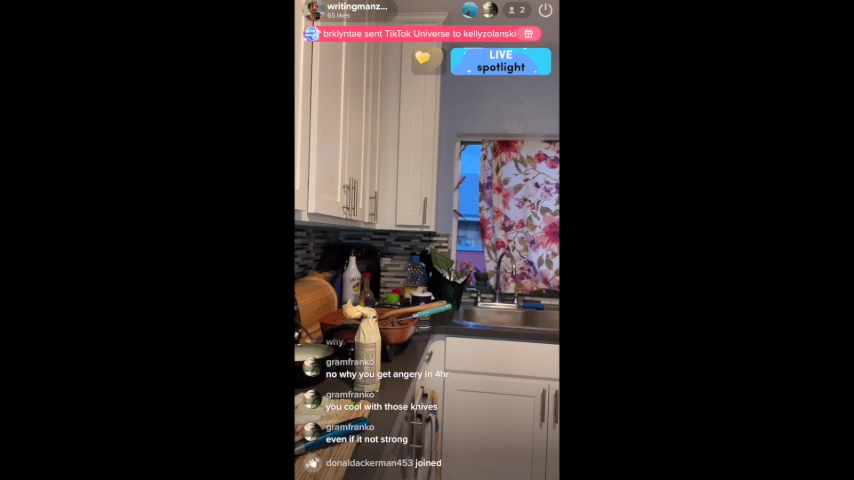 writingmanz...
65 likes
2
brklyntae sent TikTok Universe to kellyzolanski
LIVE
spotlight
why
gramfranko
no why you get angery in 4hr
gramfranko
you cool with those knives
gramfranko
even if it not strong
donaldackerman453 joined